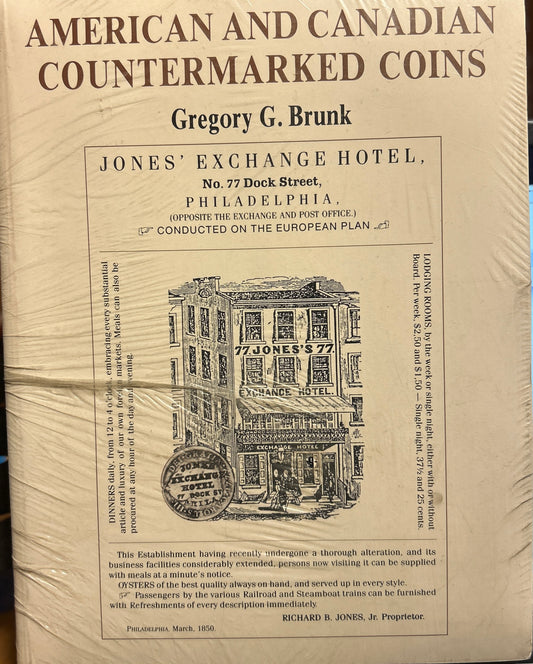 AMERICAN AND CANADIAN
COUNTERMARKED COINS
Gregory G. Brunk
JONES' EXCHANGE HOTEL,
No. 77 Dock Street,
PHILADELPHIA,
(OPPOSITE THE EXCHANGE AND POST OFFICE.)
☞ CONDUCTED ON THE EUROPEAN PLAN ☜
DINNERS daily, from 12 to 4 o'clock, embracing every substantial
article and luxury of our own foreign markets. Meals can also be
procured at any hour of the day and evening.
77 JONES'S 77
EXCHANGE HOTEL.
EXCHANGE HOTEL
JONES'
EXCHANGE
HOTEL
77 DOCK ST
PHILA
LODGING ROOMS, by the week or single night, either with or without
Board. Per week, $2,50 and $1,50 — Single night, 37½ and 25 cents.
This Establishment having recently undergone a thorough alteration, and its
business facilities considerably extended, persons now visiting it can be supplied
with meals at a minute's notice.
OYSTERS of the best quality always on hand, and served up in every style.
☞ Passengers by the various Railroad and Steamboat trains can be furnished
with Refreshments of every description immediately.
RICHARD B. JONES, Jr. Proprietor.
PHILADELPHIA, March, 1850.